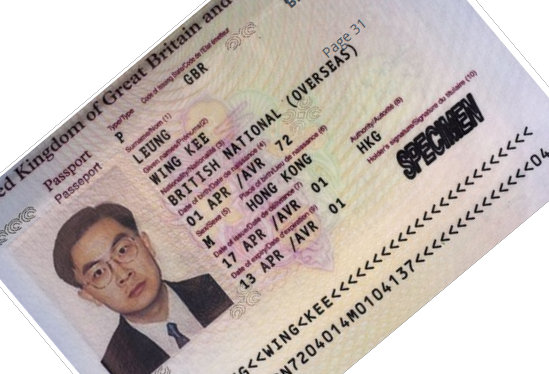 ed Kingdom of Great Britain and
Page 31
Passport
Passeport
Type/Type
P
Code of issuing State/Code de l'Etat émetteur
GBR
Surname/Nom (1)
LEUNG
Given names/Prénoms (2)
WING KEE
Nationality/Nationalité (3)
BRITISH NATIONAL (OVERSEAS)
Date of birth/Date de naissance (4)
01 APR /AVR 72
Sex/Sexe (5)
M
Place of birth/Lieu de naissance (6)
HONG KONG
Date of issue/Date de délivrance (7)
17 APR /AVR 01
Authority/Autorité (8)
HKG
Date of expiry/Date d'expiration (9)
13 APR /AVR 01
Holder's signature/Signature du titulaire (10)
SPECIMEN
G<<WING<KEE<<<<<<<<<<<<<<<<<<<<
N7204014M0104137<<<<<<<<<<<<<<04